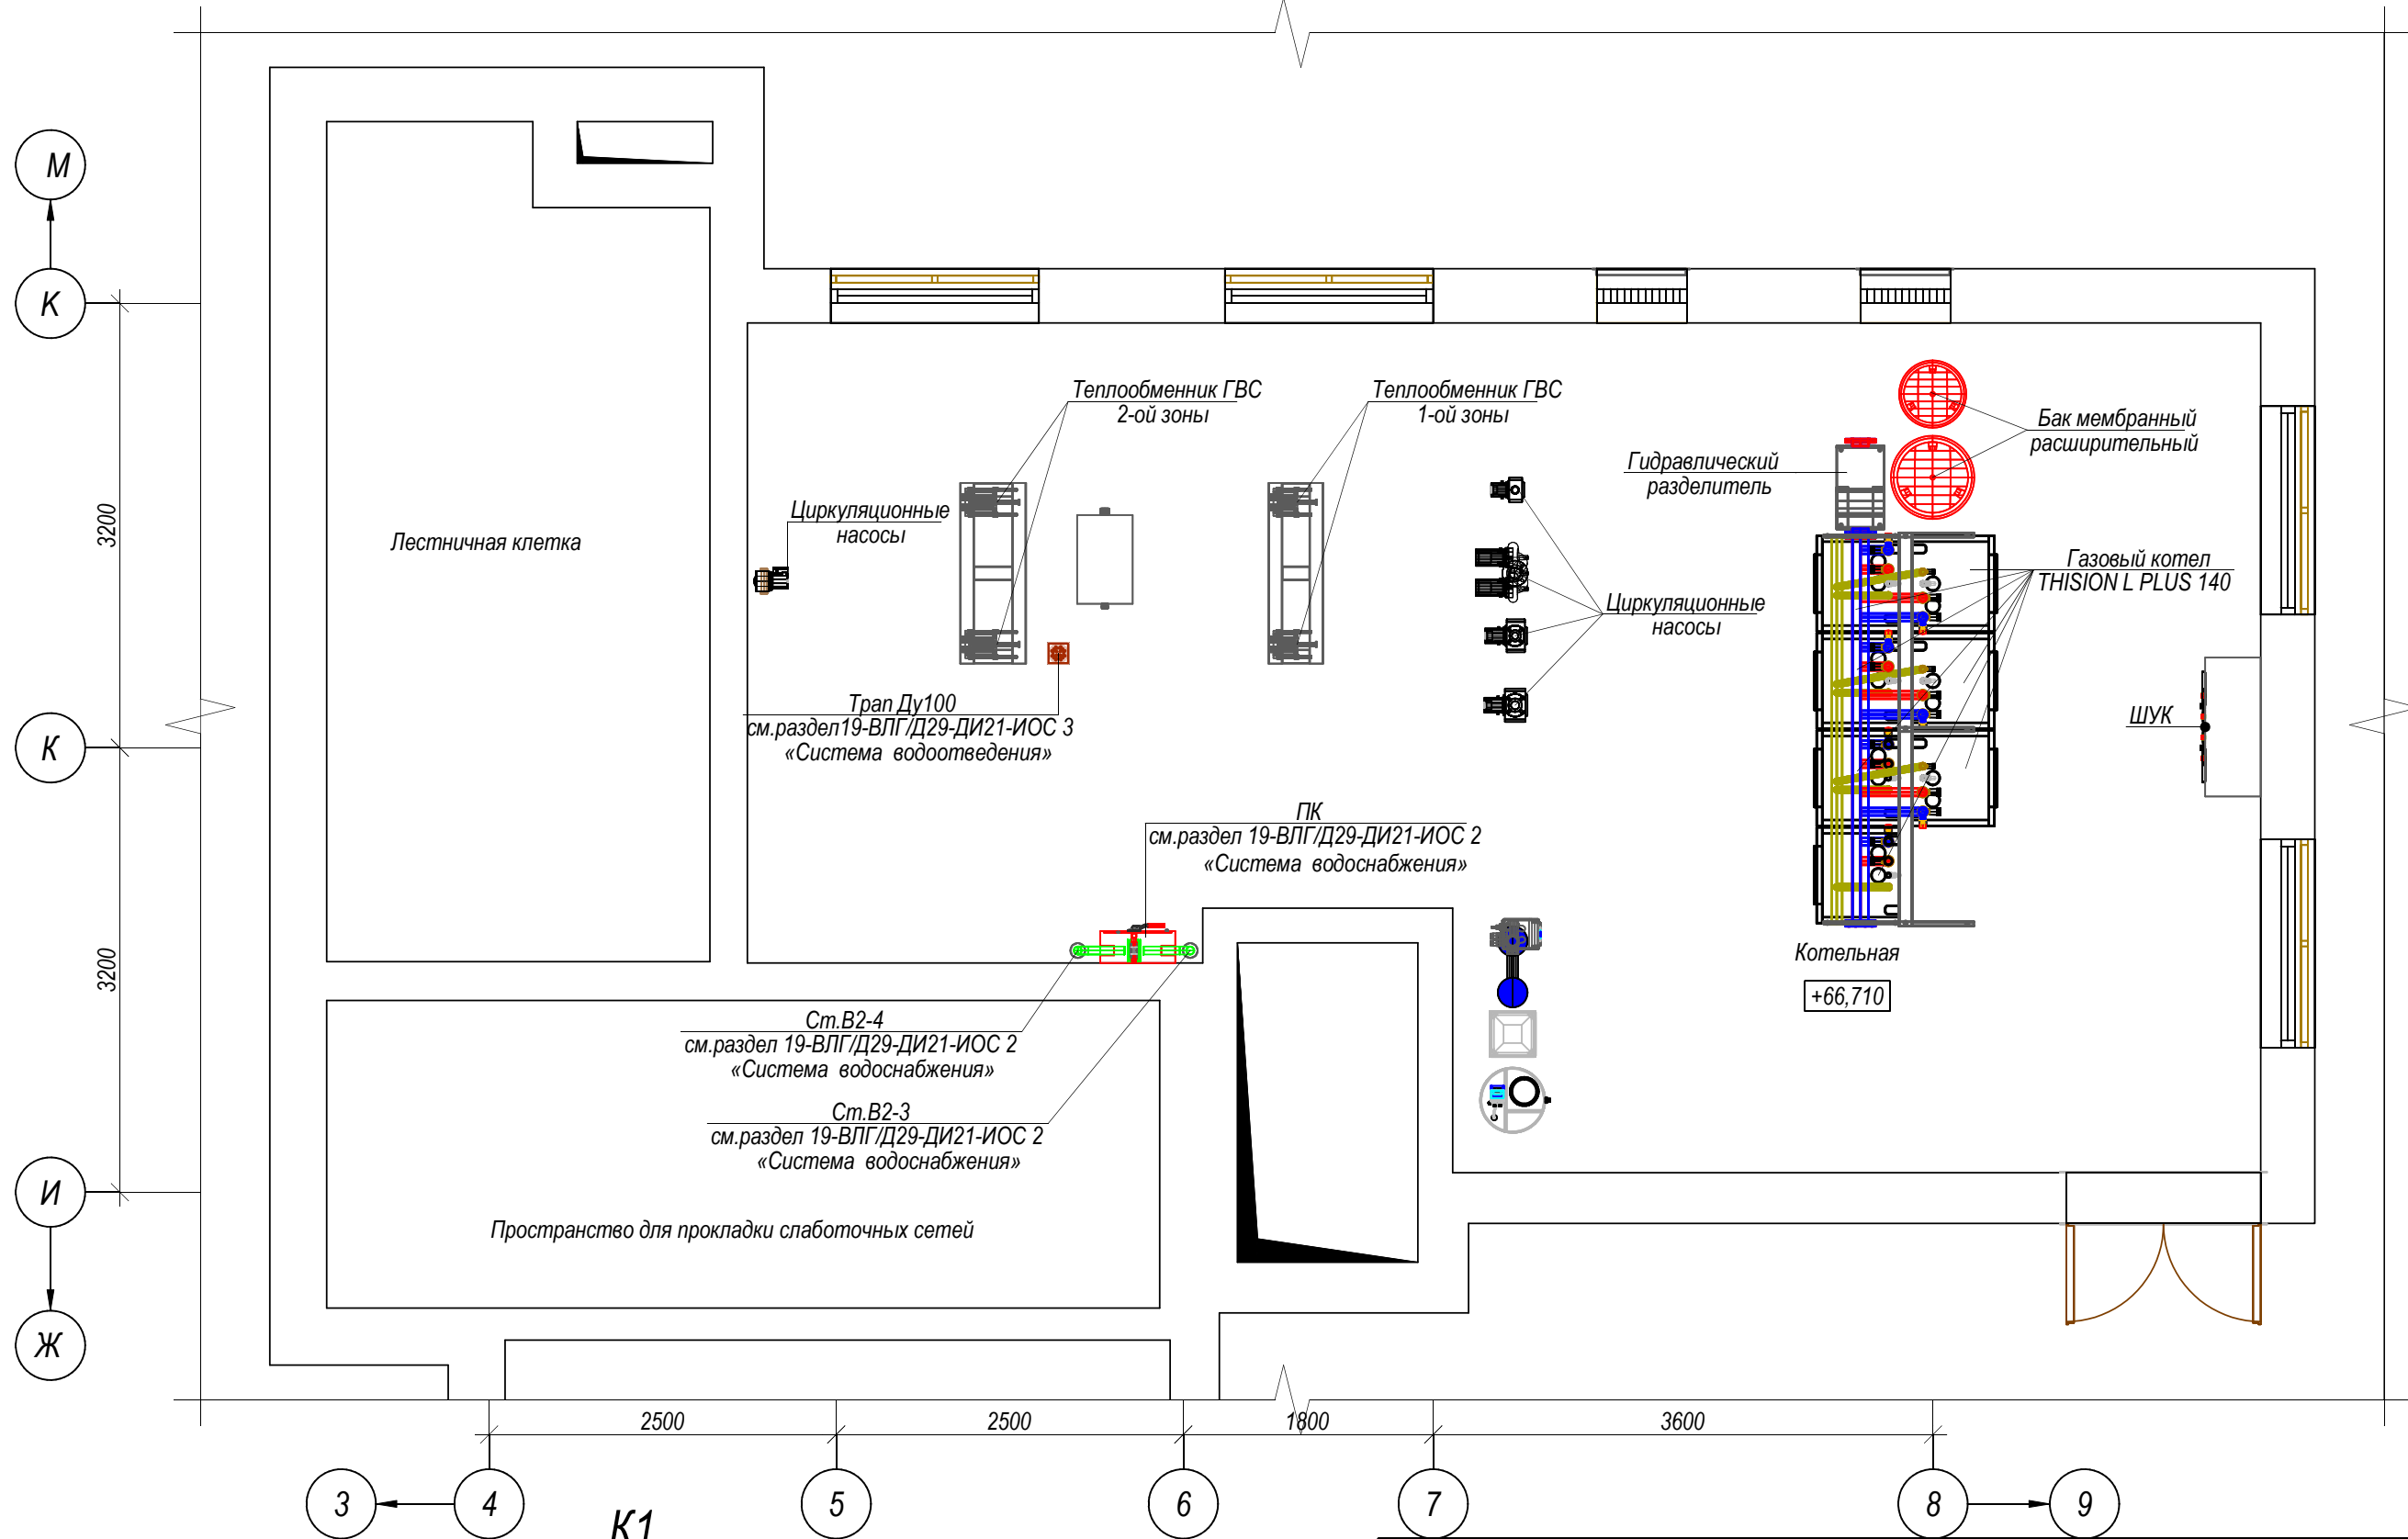 М
К
3200
К
3200
И
Ж
Лестничная клетка
Теплообменник ГВС
2-ой зоны
Теплообменник ГВС
1-ой зоны
Бак мембранный
расширительный
Гидравлический
разделитель
Циркуляционные
насосы
Газовый котел
THISION L PLUS 140
Циркуляционные
насосы
Трап Ду100
см.раздел19-ВЛГ/Д29-ДИ21-ИОС 3
«Система водоотведения»
ШУК
ПК
см.раздел 19-ВЛГ/Д29-ДИ21-ИОС 2
«Система водоснабжения»
Котельная
+66,710
Ст.В2-4
см.раздел 19-ВЛГ/Д29-ДИ21-ИОС 2
«Система водоснабжения»
Ст.В2-3
см.раздел 19-ВЛГ/Д29-ДИ21-ИОС 2
«Система водоснабжения»
Пространство для прокладки слаботочных сетей
2500
2500
1800
3600
3
4
5
6
7
8
9
К1